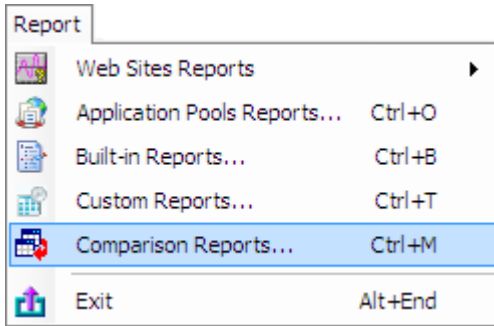 Report
Web Sites Reports
Application Pools Reports... Ctrl+O
Built-in Reports... Ctrl+B
Custom Reports... Ctrl+T
Comparison Reports... Ctrl+M
Exit Alt+End